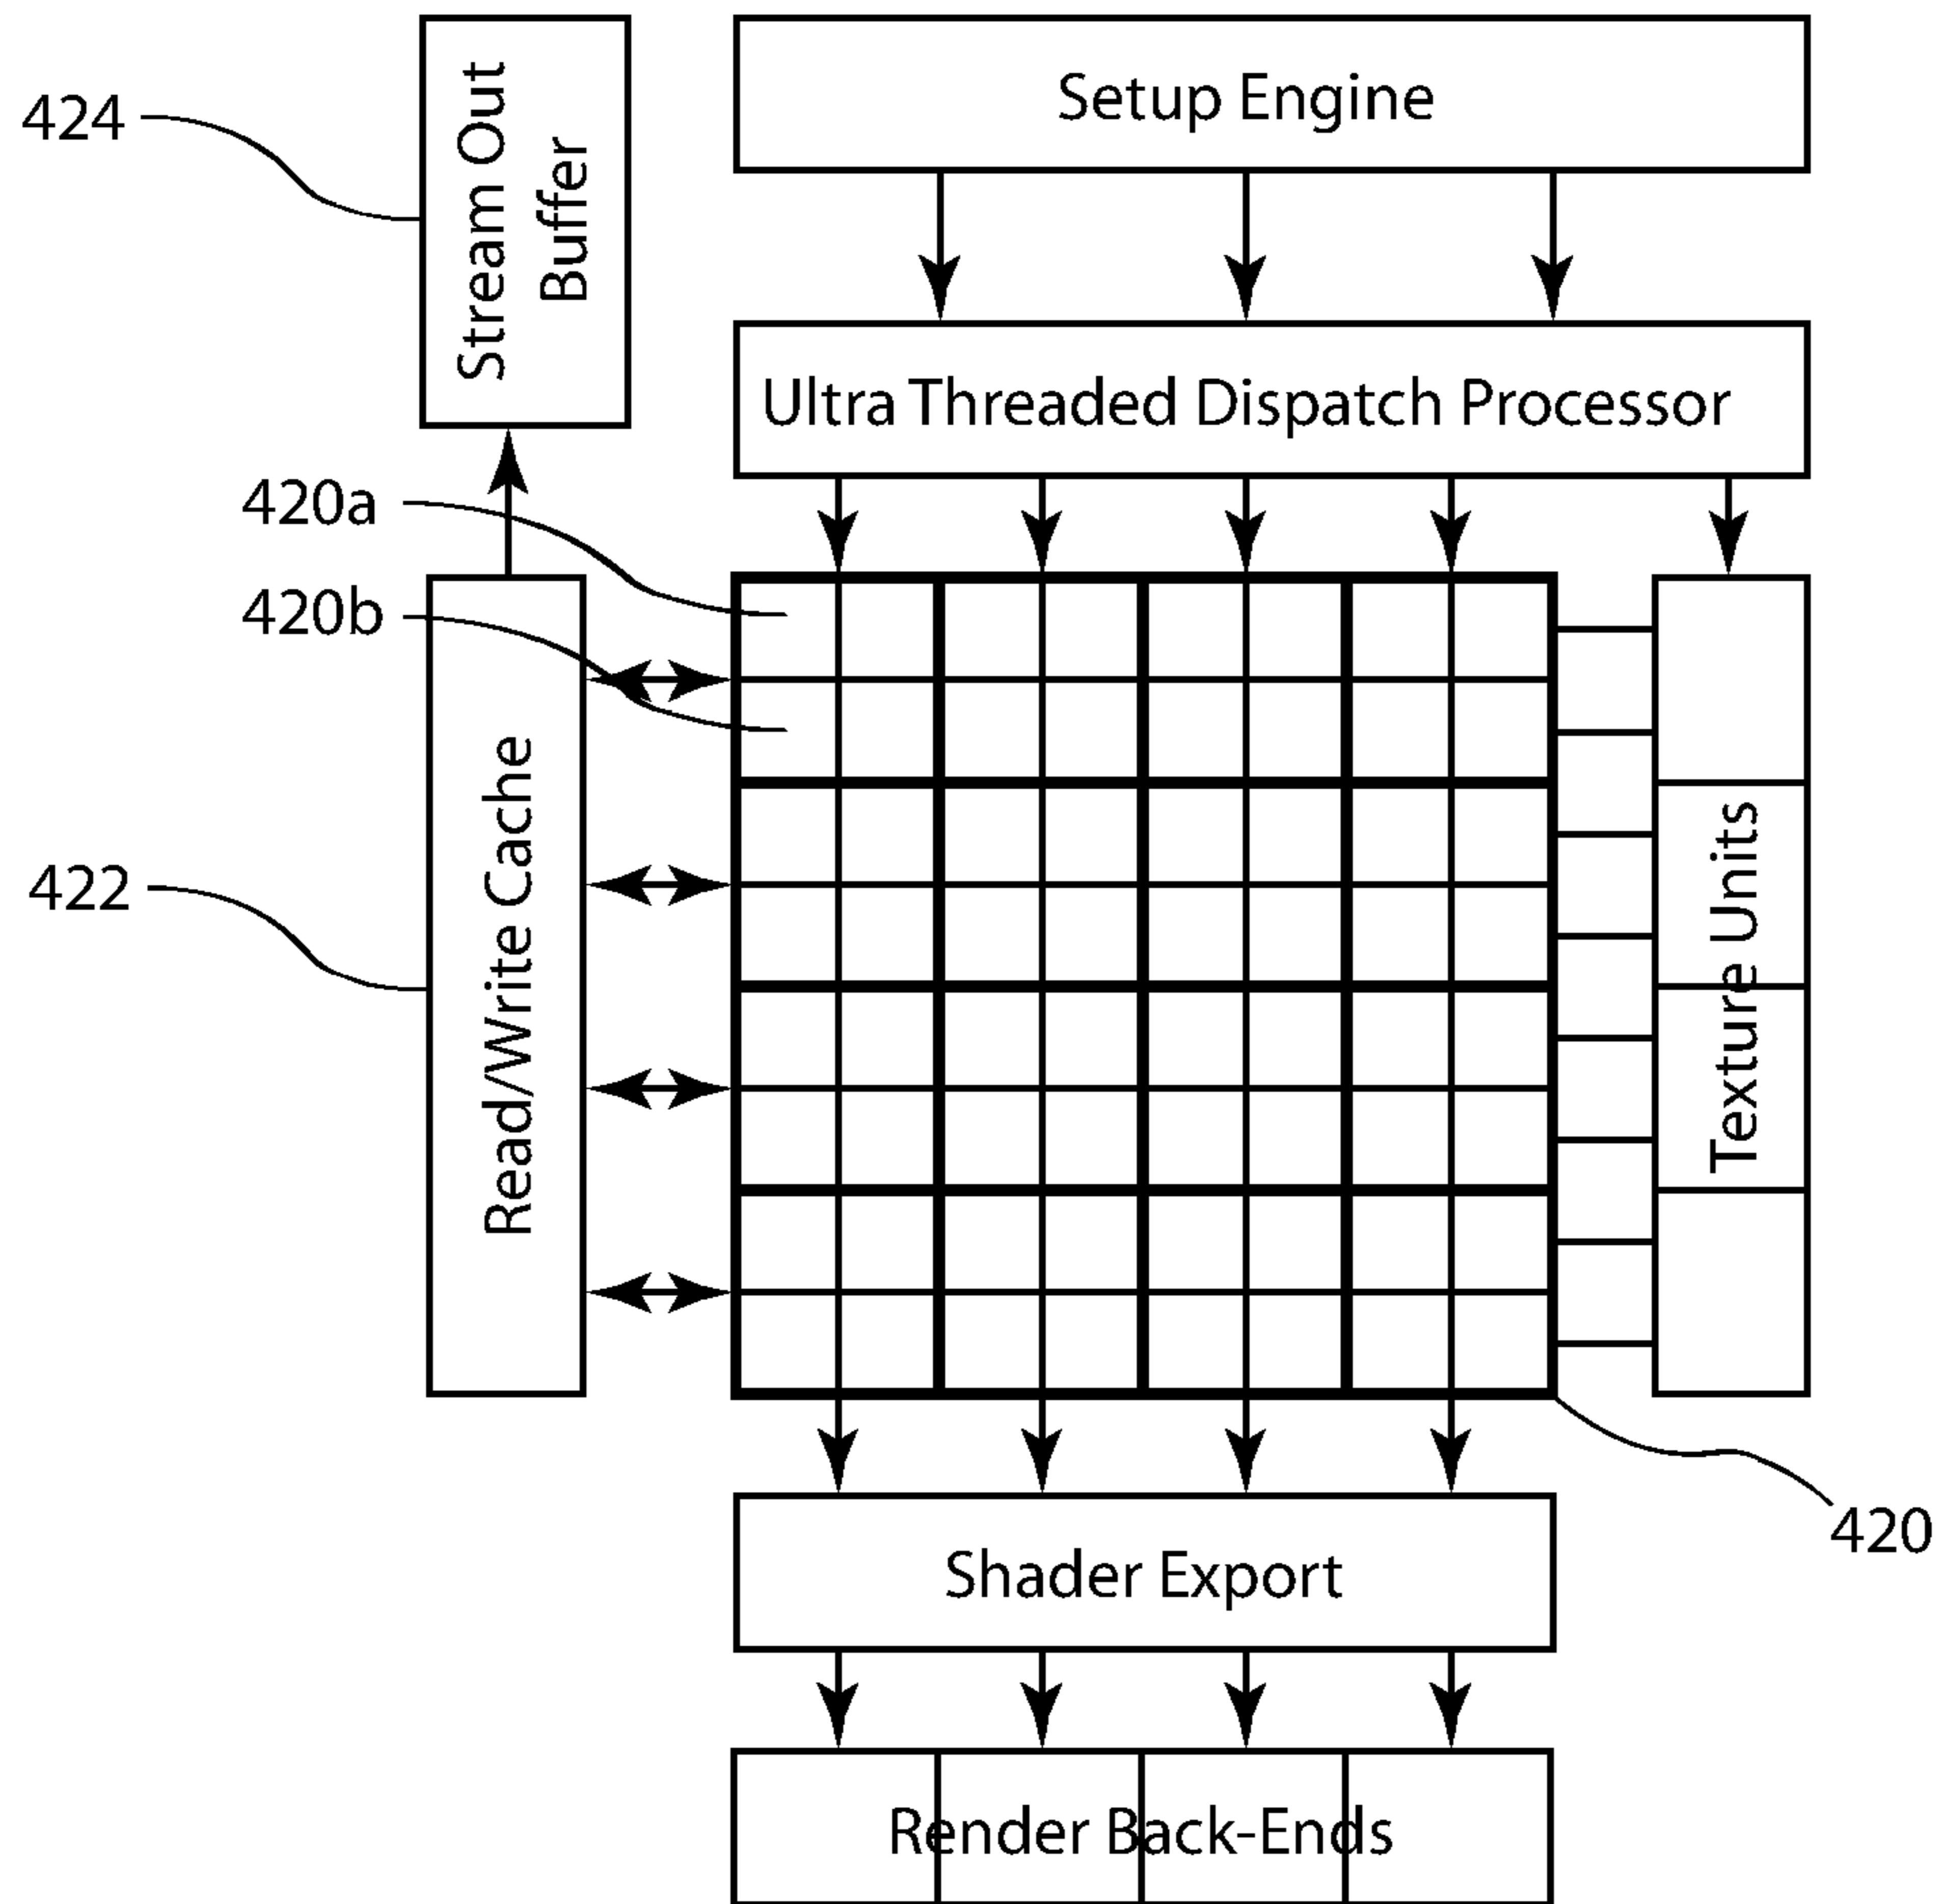 424
Stream Out
Buffer
Setup Engine
Ultra Threaded Dispatch Processor
420a
420b
422
Read/Write Cache
Texture Units
420
Shader Export
Render Back-Ends